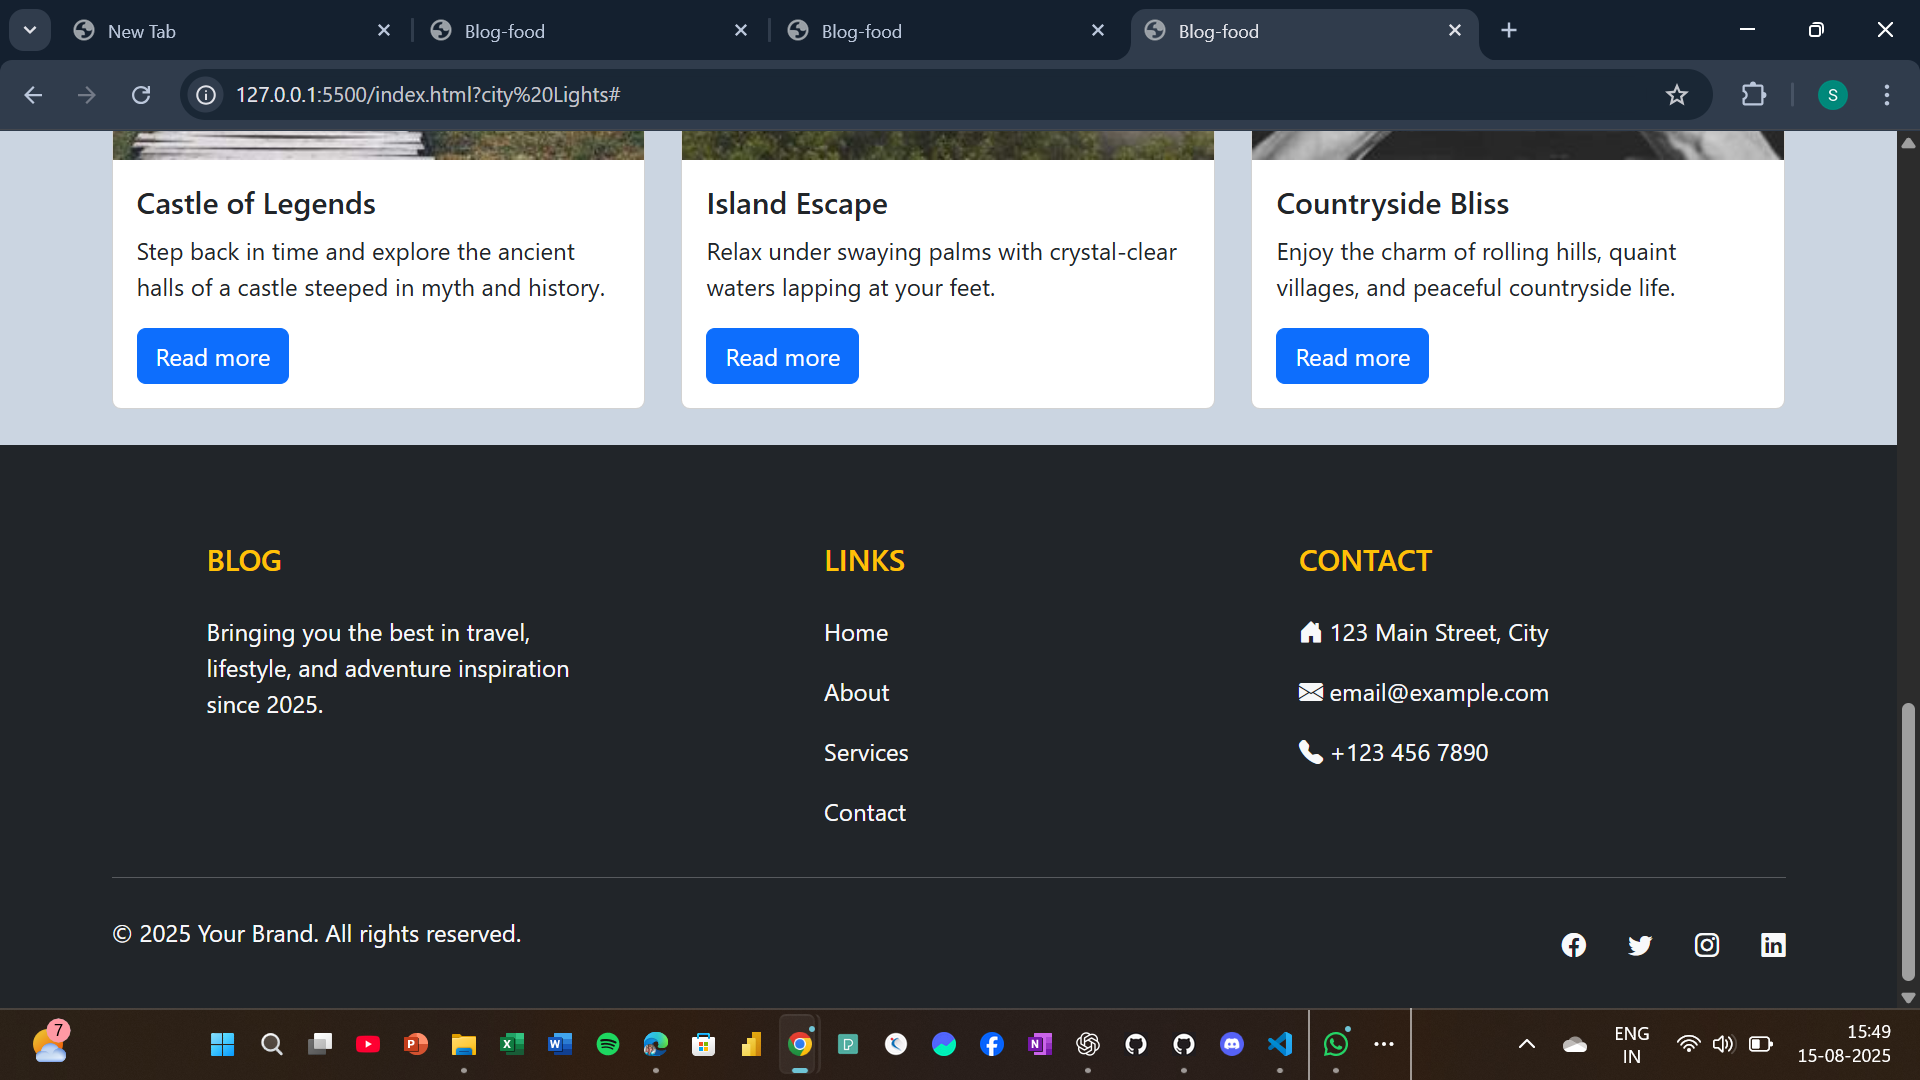 New Tab
Blog-food
Blog-food
Blog-food
127.0.0.1:5500/index.html?city%20Lights#
S
Castle of Legends
Step back in time and explore the ancient
halls of a castle steeped in myth and history.
Read more
Island Escape
Relax under swaying palms with crystal-clear
waters lapping at your feet.
Read more
Countryside Bliss
Enjoy the charm of rolling hills, quaint
villages, and peaceful countryside life.
Read more
BLOG
Bringing you the best in travel,
lifestyle, and adventure inspiration
since 2025.
LINKS
Home
About
Services
Contact
CONTACT
123 Main Street, City
email@example.com
+123 456 7890
© 2025 Your Brand. All rights reserved.
7
ENG
IN
15:49
15-08-2025